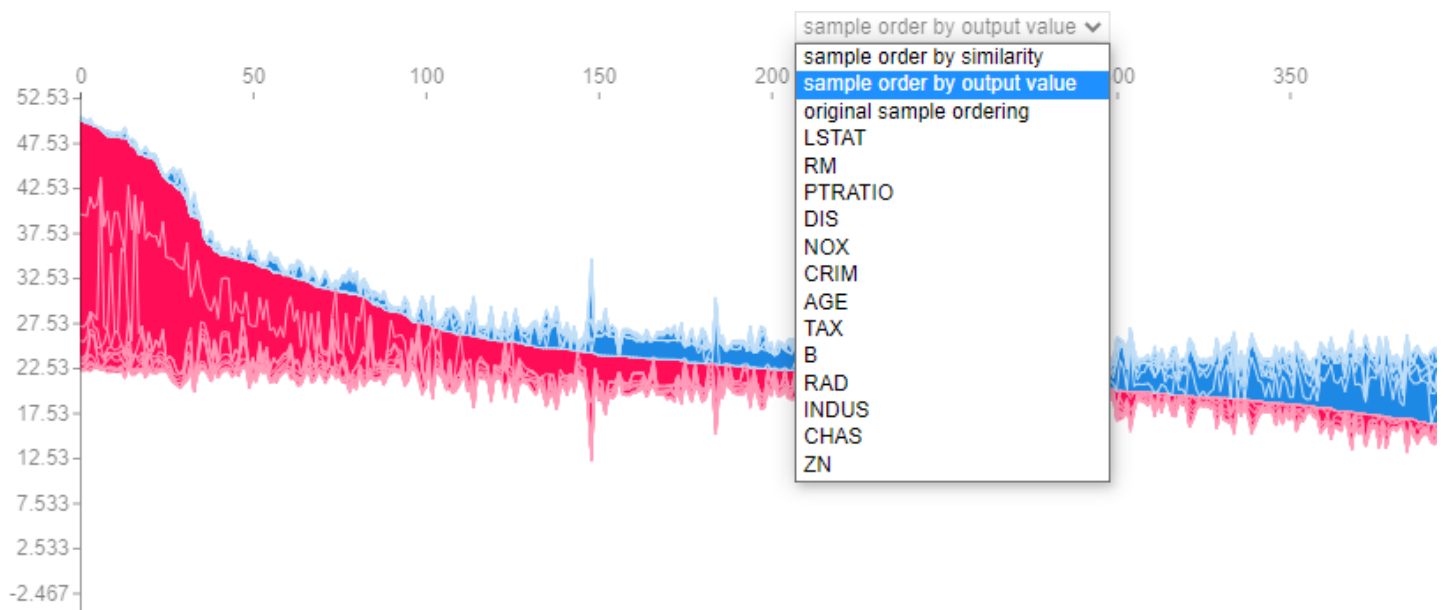 sample order by output value
sample order by similarity
0 50 100 150 200 00 350
sample order by output value
original sample ordering
LSTAT
RM
PTRATIO
DIS
NOX
CRIM
AGE
TAX
B
RAD
INDUS
CHAS
ZN
52.53
47.53
42.53
37.53
32.53
27.53
22.53
17.53
12.53
7.533
2.533
-2.467